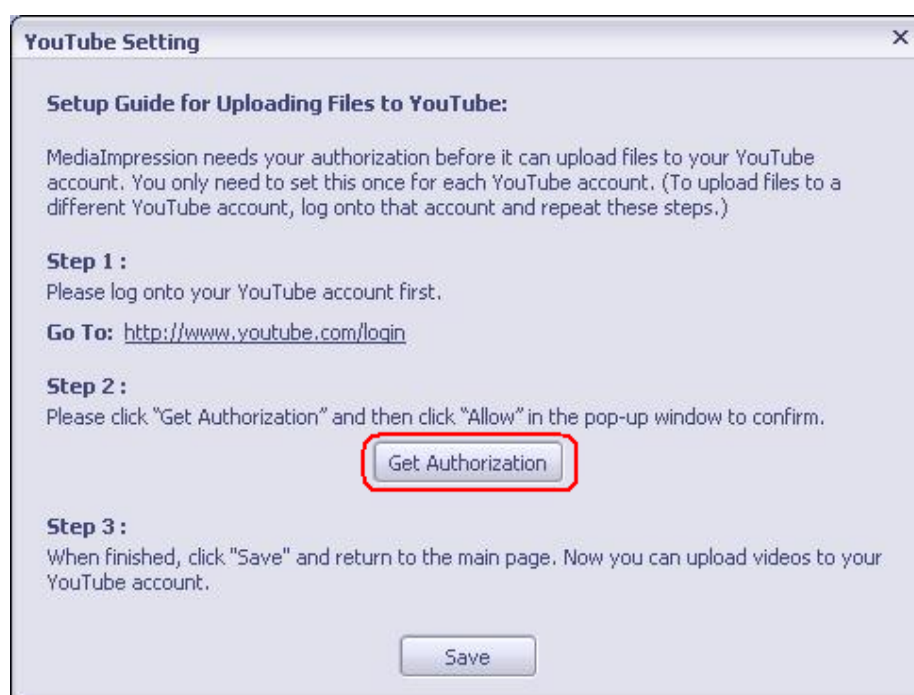 YouTube Setting
Setup Guide for Uploading Files to YouTube:
MediaImpression needs your authorization before it can upload files to your YouTube
account. You only need to set this once for each YouTube account. (To upload files to a
different YouTube account, log onto that account and repeat these steps.)
Step 1 :
Please log onto your YouTube account first.
Go To: http://www.youtube.com/login
Step 2 :
Please click “Get Authorization” and then click “Allow” in the pop-up window to confirm.
Get Authorization
Step 3 :
When finished, click "Save" and return to the main page. Now you can upload videos to your
YouTube account.
Save